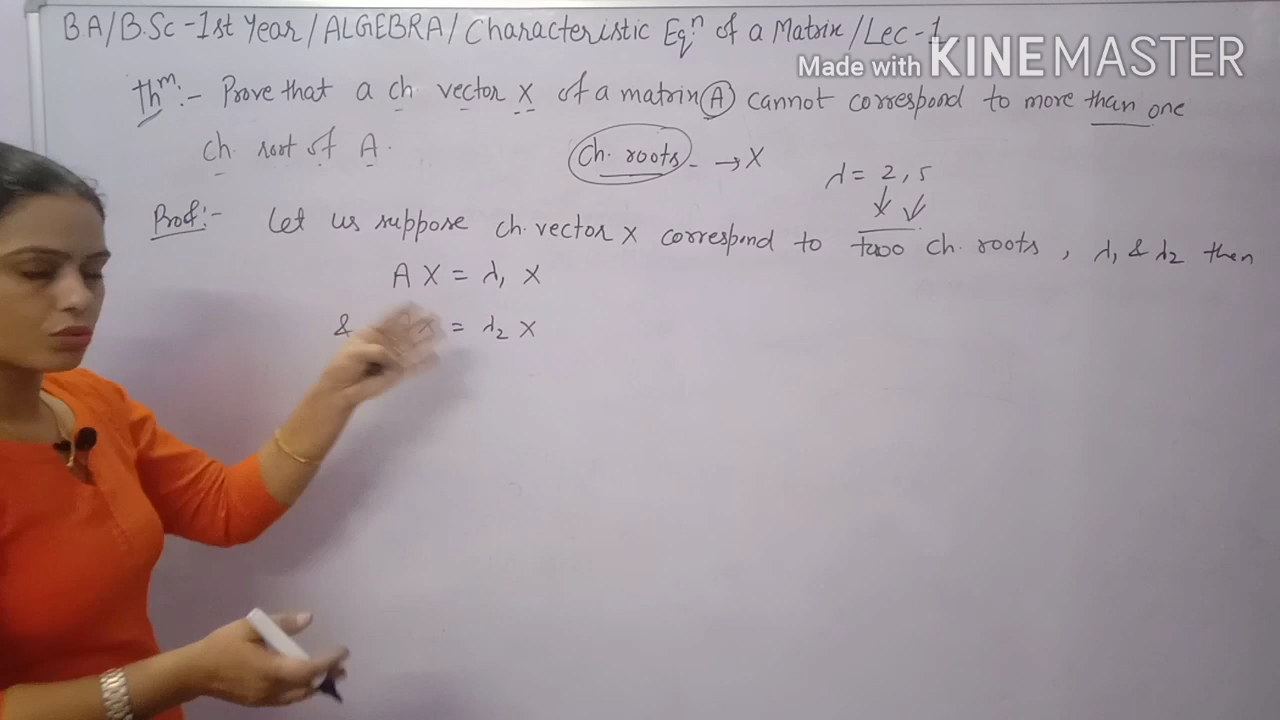 BA/B.Sc-1st Year/ALGEBRA/Characteristic Eqⁿ of a Matrix/Lec-1
Made with KINEMASTER
Thᵐ:- Prove that a ch vector X of a matrix A cannot correspond to more than one
ch. root of A.
Ch. roots → X
λ = 2, 5
Proof:- Let us suppose ch. vector X correspond to two ch. roots, λ₁ & λ₂ then
AX = λ₁ X
& X = λ₂ X